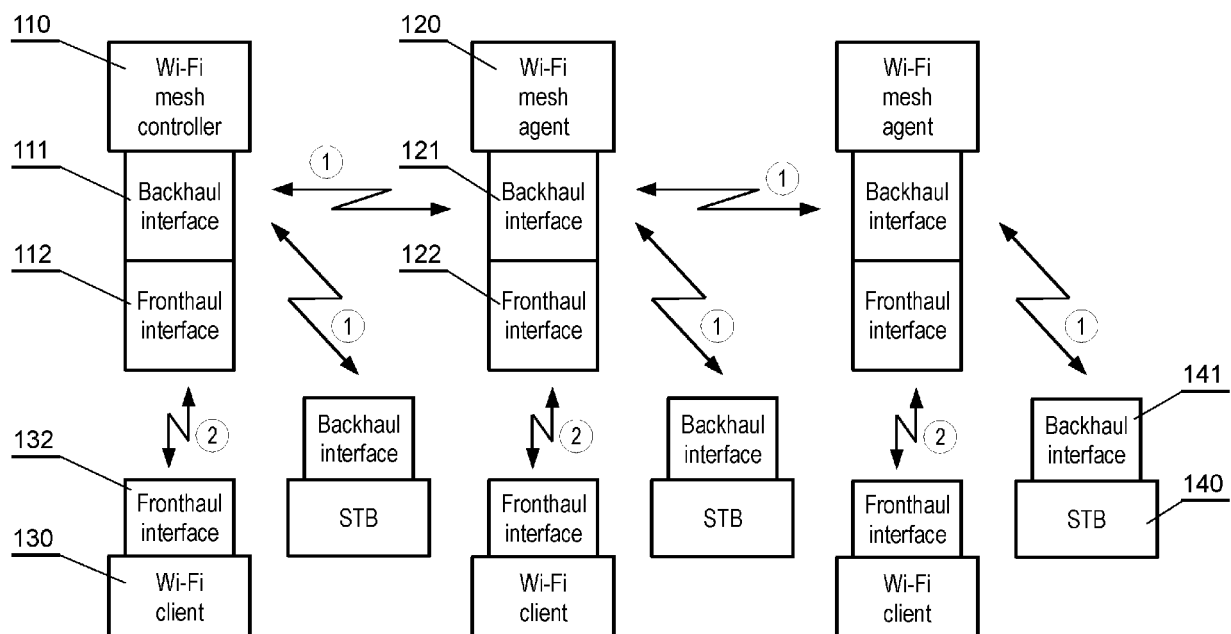 110
120
Wi-Fi
mesh
controller
Wi-Fi
mesh
agent
Wi-Fi
mesh
agent
111
121
1
1
Backhaul
interface
Backhaul
interface
Backhaul
interface
112
122
Fronthaul
interface
Fronthaul
interface
Fronthaul
interface
1
1
1
141
132
2
2
2
Backhaul
interface
Backhaul
interface
Backhaul
interface
140
Fronthaul
interface
Fronthaul
interface
Fronthaul
interface
STB
STB
STB
130
Wi-Fi
client
Wi-Fi
client
Wi-Fi
client